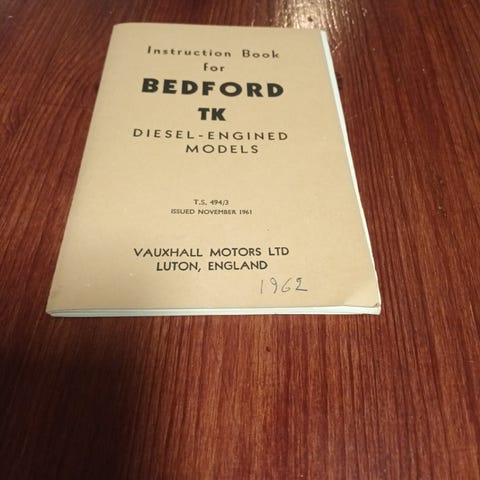 Instruction Book
for
BEDFORD
TK
DIESEL-ENGINED
MODELS
T.S. 494/3
ISSUED NOVEMBER 1961
VAUXHALL MOTORS LTD
LUTON, ENGLAND
1962